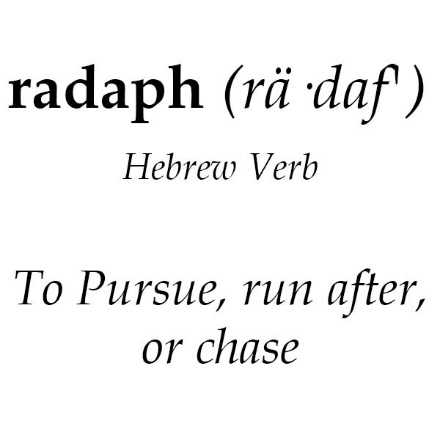 radaph (rä·daf')
Hebrew Verb
To Pursue, run after,
or chase